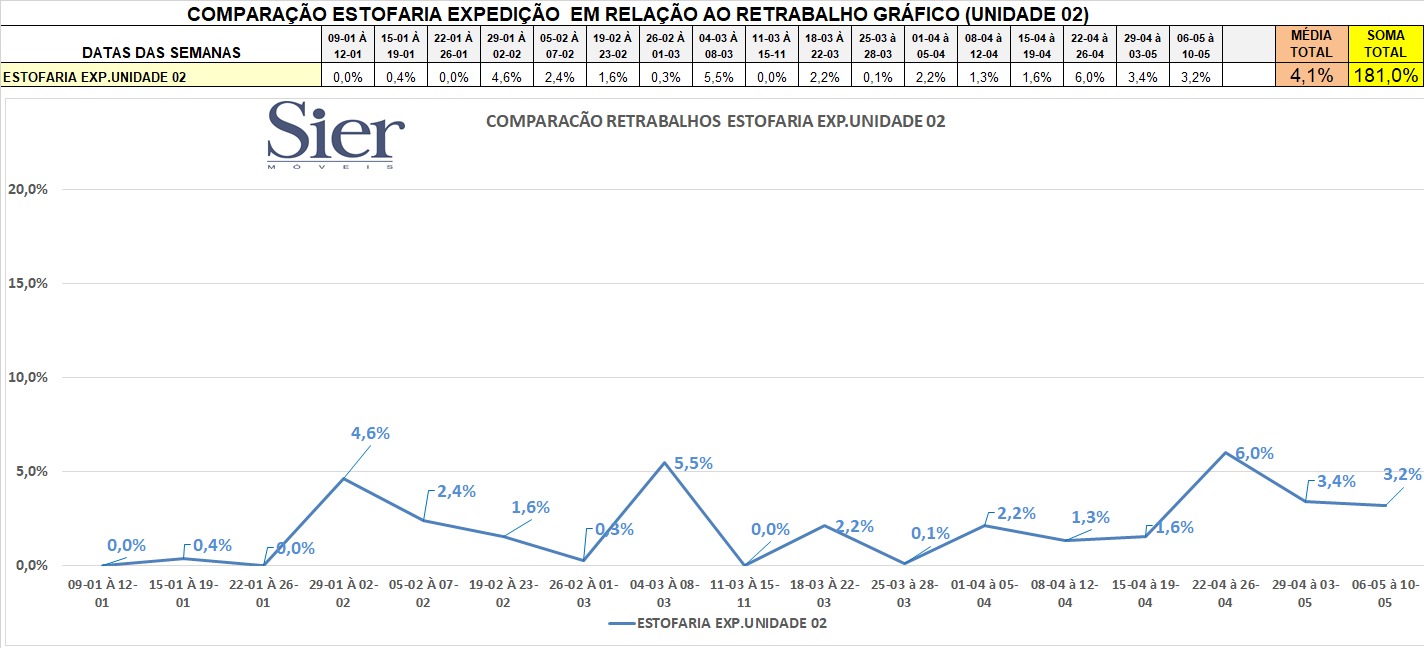 COMPARAÇÃO ESTOFARIA EXPEDIÇÃO EM RELAÇÃO AO RETRABALHO GRÁFICO (UNIDADE 02)
DATAS DAS SEMANAS
09-01 À 12-01
15-01 À 19-01
22-01 À 26-01
29-01 À 02-02
05-02 À 07-02
19-02 À 23-02
26-02 À 01-03
04-03 À 08-03
11-03 À 15-11
18-03 À 22-03
25-03 à 28-03
01-04 à 05-04
08-04 à 12-04
15-04 à 19-04
22-04 à 26-04
29-04 à 03-05
06-05 à 10-05
MÉDIA TOTAL
SOMA TOTAL
ESTOFARIA EXP.UNIDADE 02 0,0% 0,4% 0,0% 4,6% 2,4% 1,6% 0,3% 5,5% 0,0% 2,2% 0,1% 2,2% 1,3% 1,6% 6,0% 3,4% 3,2% 4,1% 181,0%
Sier
MÓVEIS
COMPARACÃO RETRABALHOS ESTOFARIA EXP.UNIDADE 02
20,0%
15,0%
10,0%
5,0%
0,0%
0,0%
0,4%
0,0%
4,6%
2,4%
1,6%
0,3%
5,5%
0,0%
2,2%
0,1%
2,2%
1,3%
1,6%
6,0%
3,4%
3,2%
09-01 À 12-01
15-01 À 19-01
22-01 À 26-01
29-01 À 02-02
05-02 À 07-02
19-02 À 23-02
26-02 À 01-03
04-03 À 08-03
11-03 À 15-11
18-03 À 22-03
25-03 à 28-03
01-04 à 05-04
08-04 à 12-04
15-04 à 19-04
22-04 à 26-04
29-04 à 03-05
06-05 à 10-05
ESTOFARIA EXP.UNIDADE 02